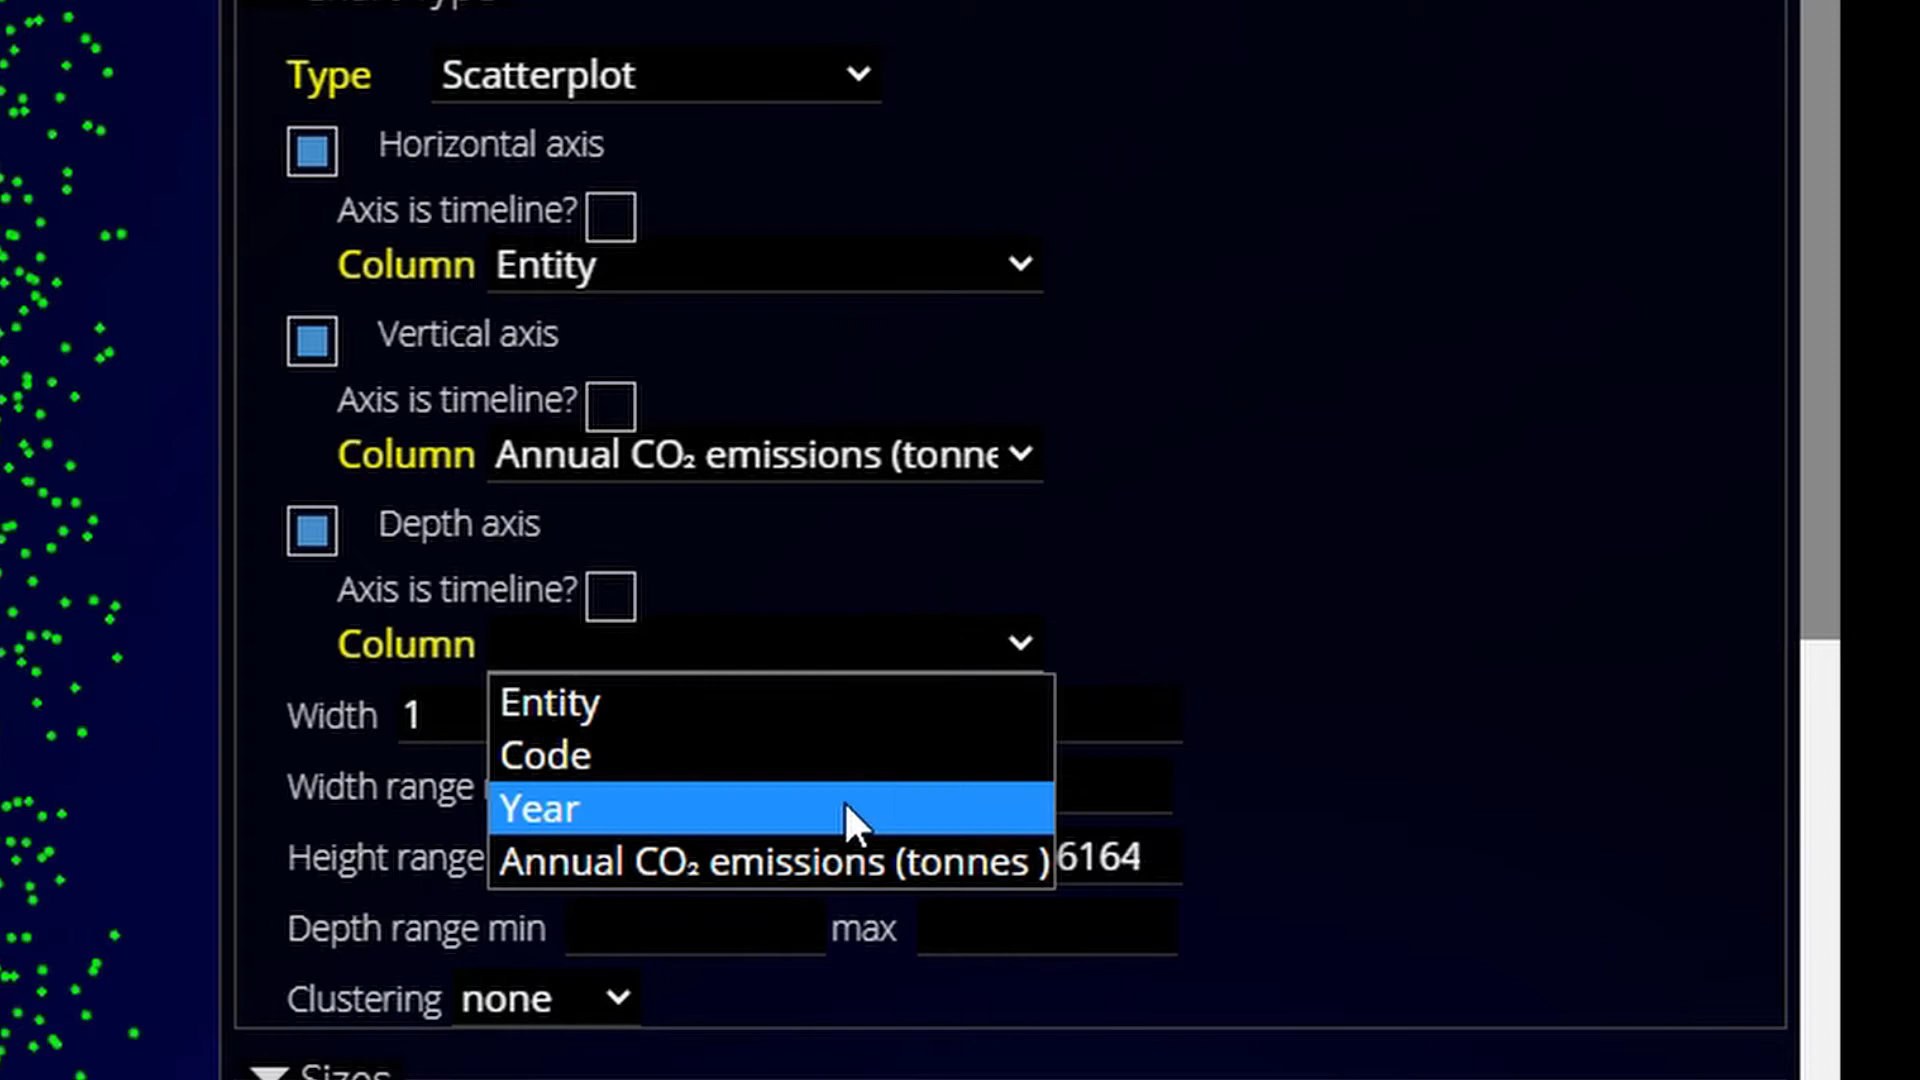 Type Scatterplot
Horizontal axis
Axis is timeline?
Column Entity
Vertical axis
Axis is timeline?
Column Annual CO₂ emissions (tonne
Depth axis
Axis is timeline?
Column
Entity
Code
Year
Annual CO₂ emissions (tonnes )
Width 1
Width range
Height range 6164
Depth range min max
Clustering none
Sizes